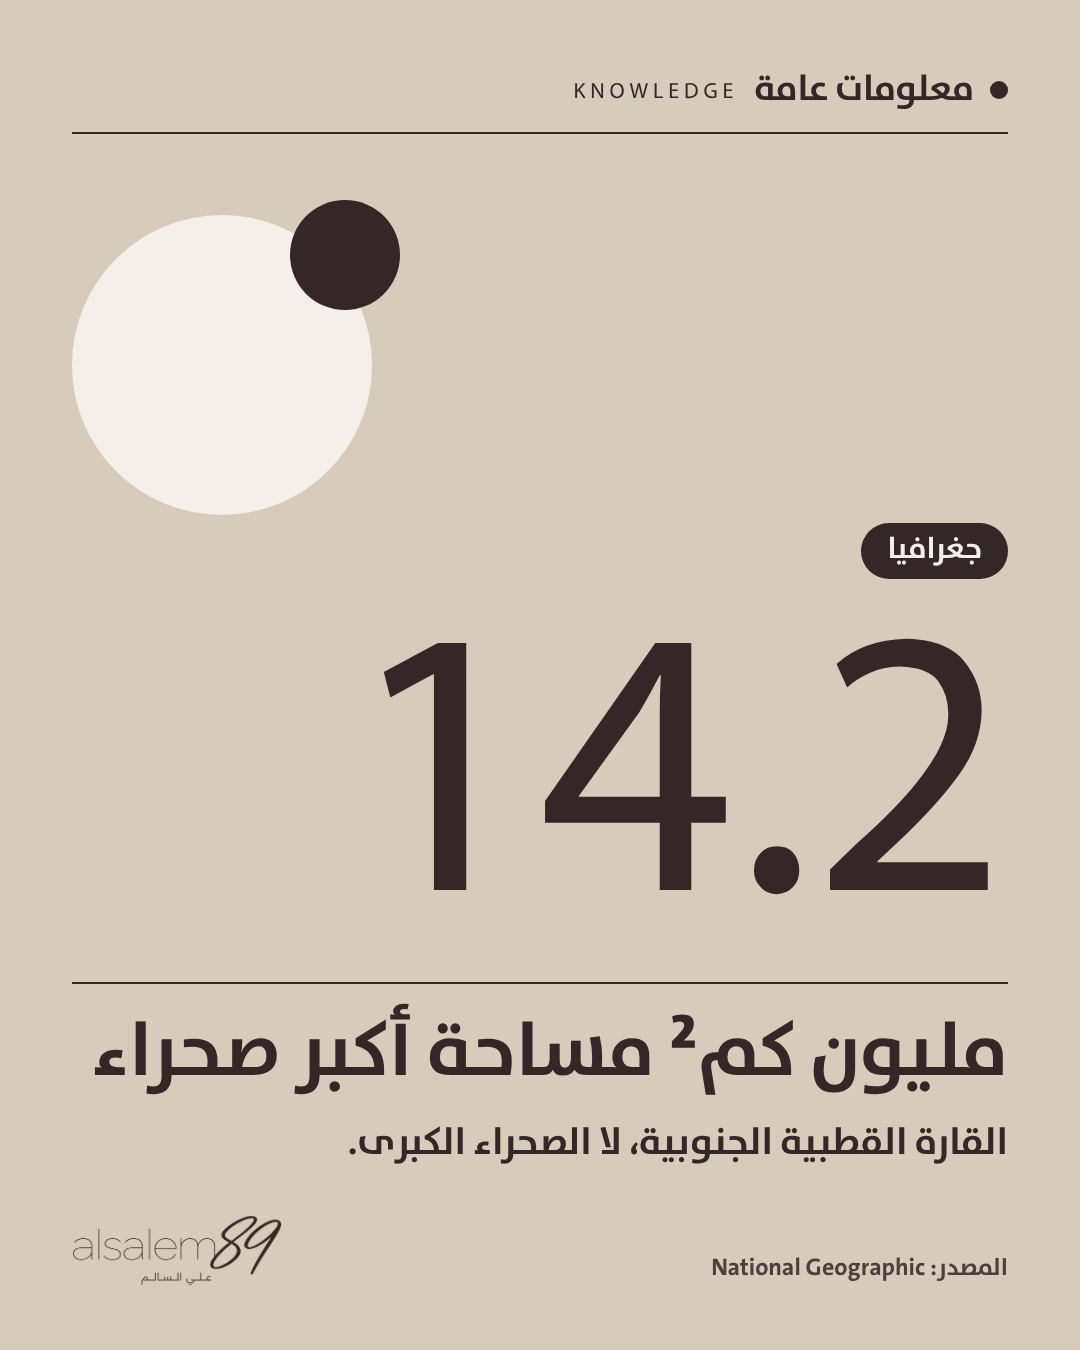 معلومات عامة KNOWLEDGE
جغرافيا
14.2
مليون كم² مساحة أكبر صحراء
القارة القطبية الجنوبية، لا الصحراء الكبرى.
المصدر: National Geographic
alsalem89
علي السالم